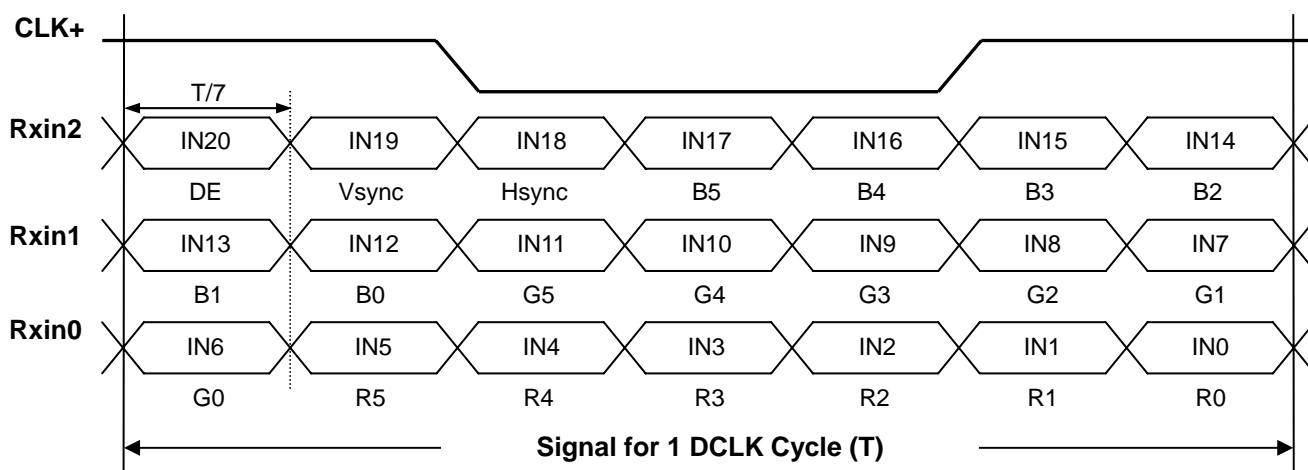 CLK+
T/7
Rxin2 IN20 IN19 IN18 IN17 IN16 IN15 IN14
DE Vsync Hsync B5 B4 B3 B2
Rxin1 IN13 IN12 IN11 IN10 IN9 IN8 IN7
B1 B0 G5 G4 G3 G2 G1
Rxin0 IN6 IN5 IN4 IN3 IN2 IN1 IN0
G0 R5 R4 R3 R2 R1 R0
Signal for 1 DCLK Cycle (T)